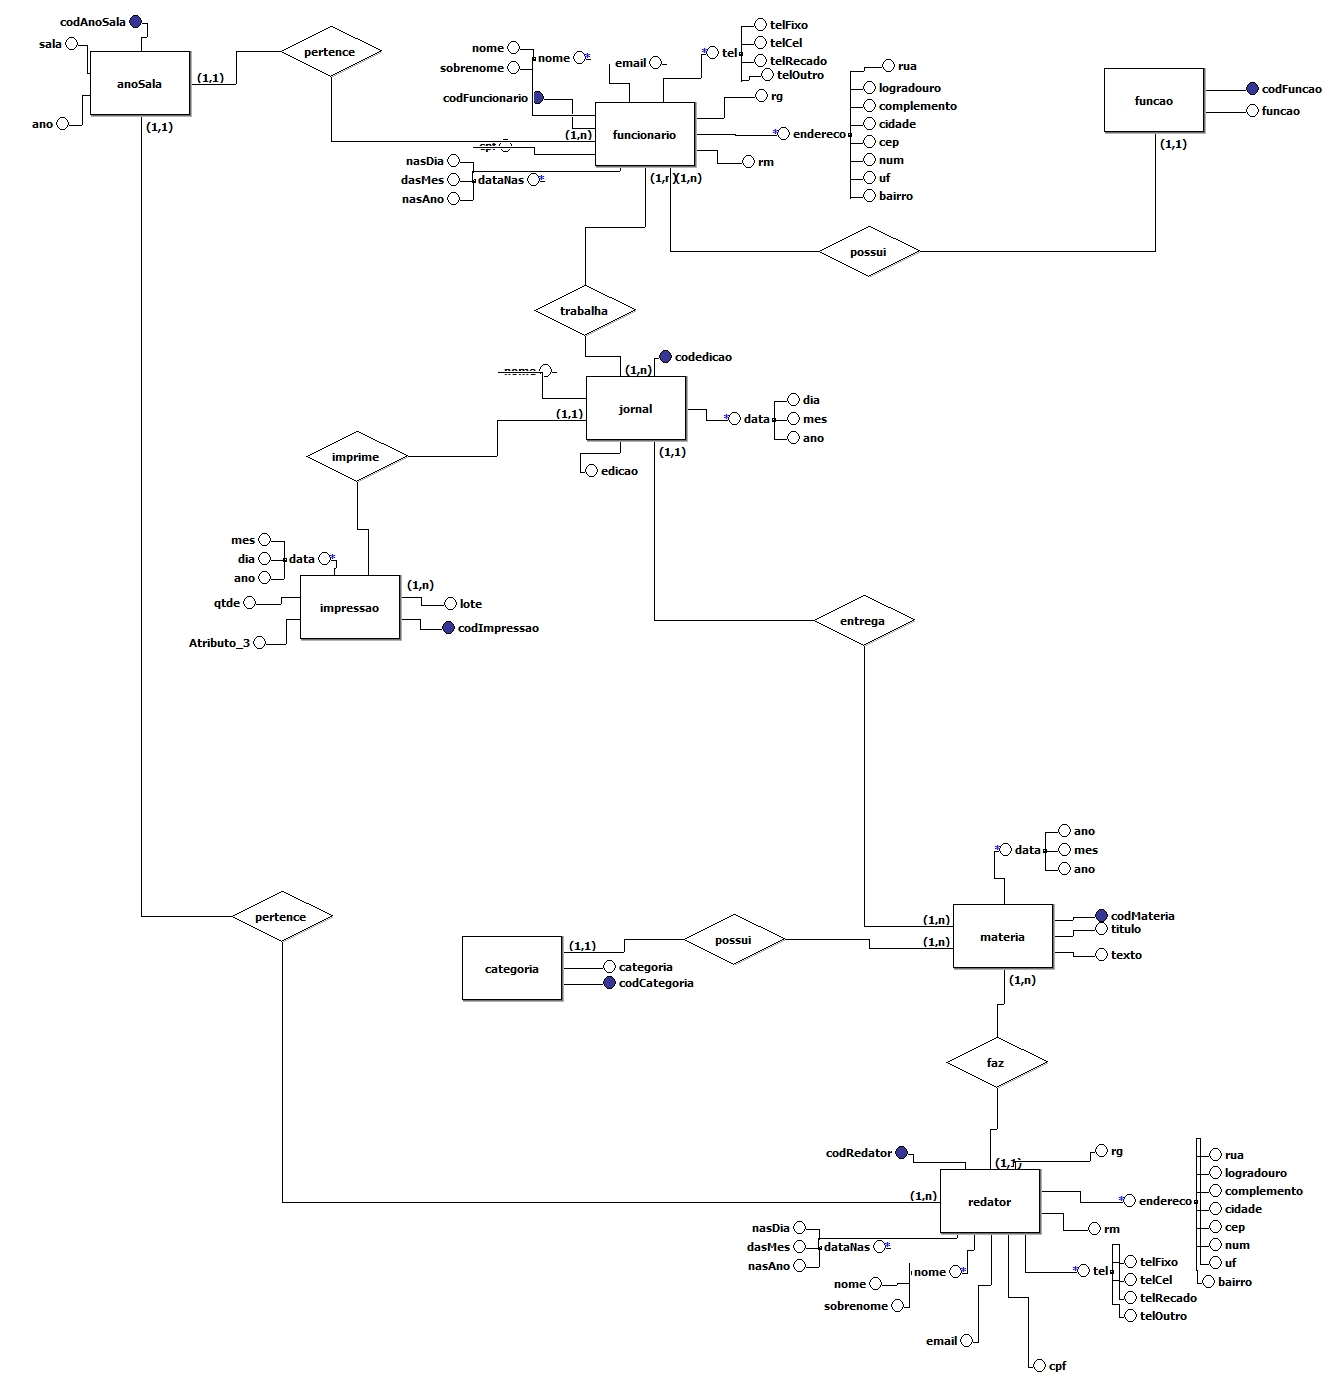 codAnoSala
sala
anoSala
ano
(1,1)
(1,1)
pertence
nome
sobrenome
nome *
codFuncionario
email
* tel
telFixo
telCel
telRecado
telOutro
rg
* endereco
rua
logradouro
complemento
cidade
cep
num
uf
bairro
rm
funcionario
(1,n)
nasDia
dasMes
nasAno
dataNas *
(1,n)
funcao
codFuncao
funcao
(1,1)
possui
trabalha
codedicao
(1,n)
nome
jornal
(1,1)
* data
dia
mes
ano
edicao
(1,1)
imprime
mes
dia
ano
data *
qtde
Atributo_3
impressao
(1,n)
lote
codImpressao
entrega
* data
ano
mes
ano
pertence
categoria
(1,1)
categoria
codCategoria
possui
(1,n)
(1,n)
materia
codMateria
titulo
texto
(1,n)
faz
codRedator
(1,1)
rg
redator
(1,n)
* endereco
rua
logradouro
complemento
cidade
cep
num
uf
bairro
rm
nasDia
dasMes
nasAno
dataNas *
nome *
nome
sobrenome
* tel
telFixo
telCel
telRecado
telOutro
email
cpf